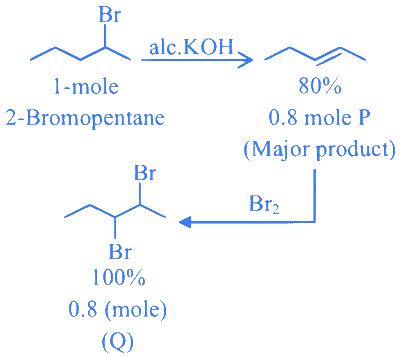 Br
alc.KOH
1-mole
2-Bromopentane
80%
0.8 mole P
(Major product)
Br₂
Br
Br
100%
0.8 (mole)
(Q)